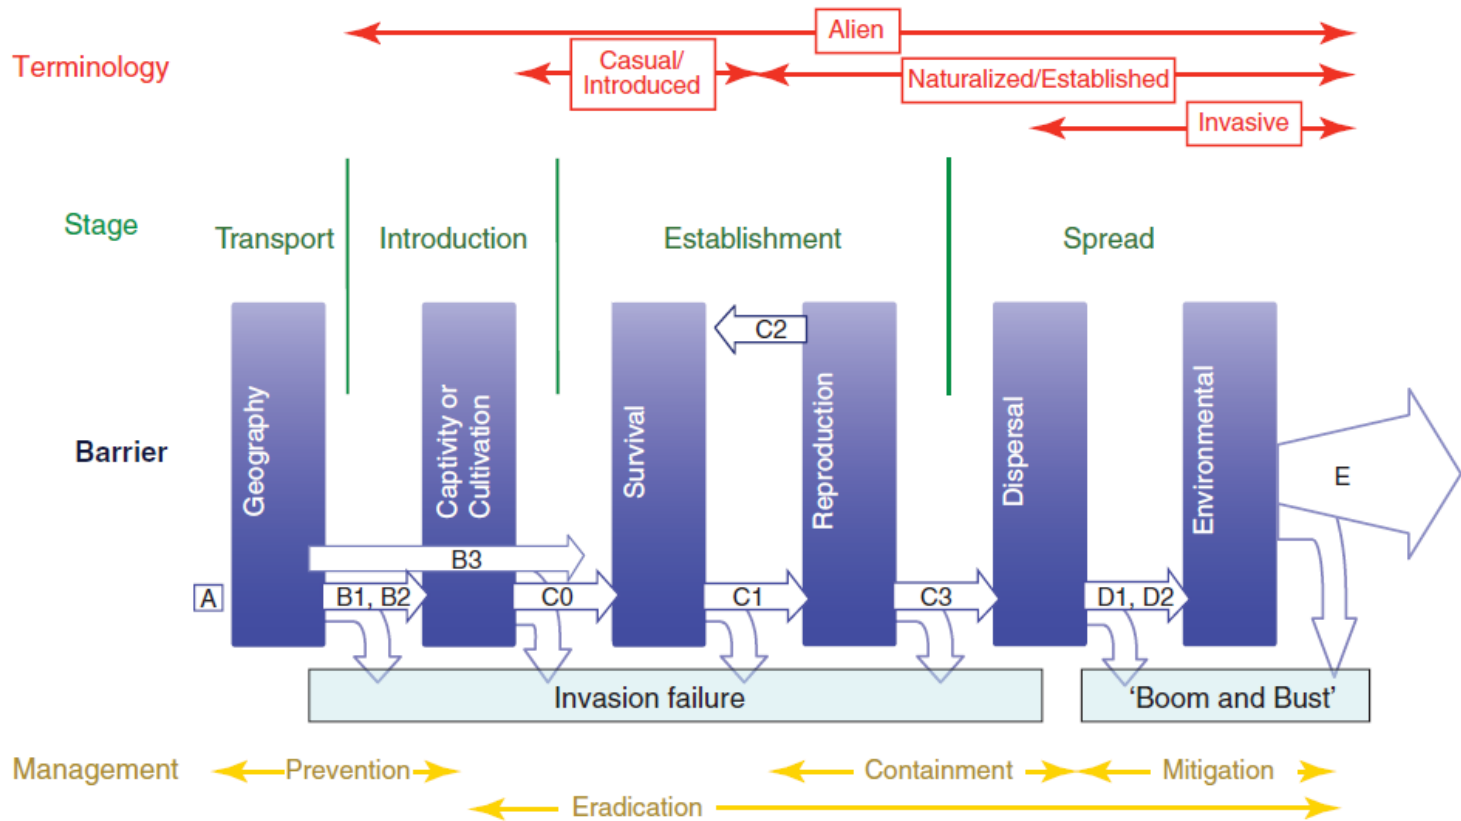 Alien
Terminology
Casual/
Introduced
Naturalized/Established
Invasive
Stage
Transport
Introduction
Establishment
Spread
Barrier
Geography
Captivity or
Cultivation
Survival
Reproduction
Dispersal
Environmental
C2
E
B3
A
B1, B2
C0
C1
C3
D1, D2
Invasion failure
‘Boom and Bust’
Management
Prevention
Containment
Mitigation
Eradication